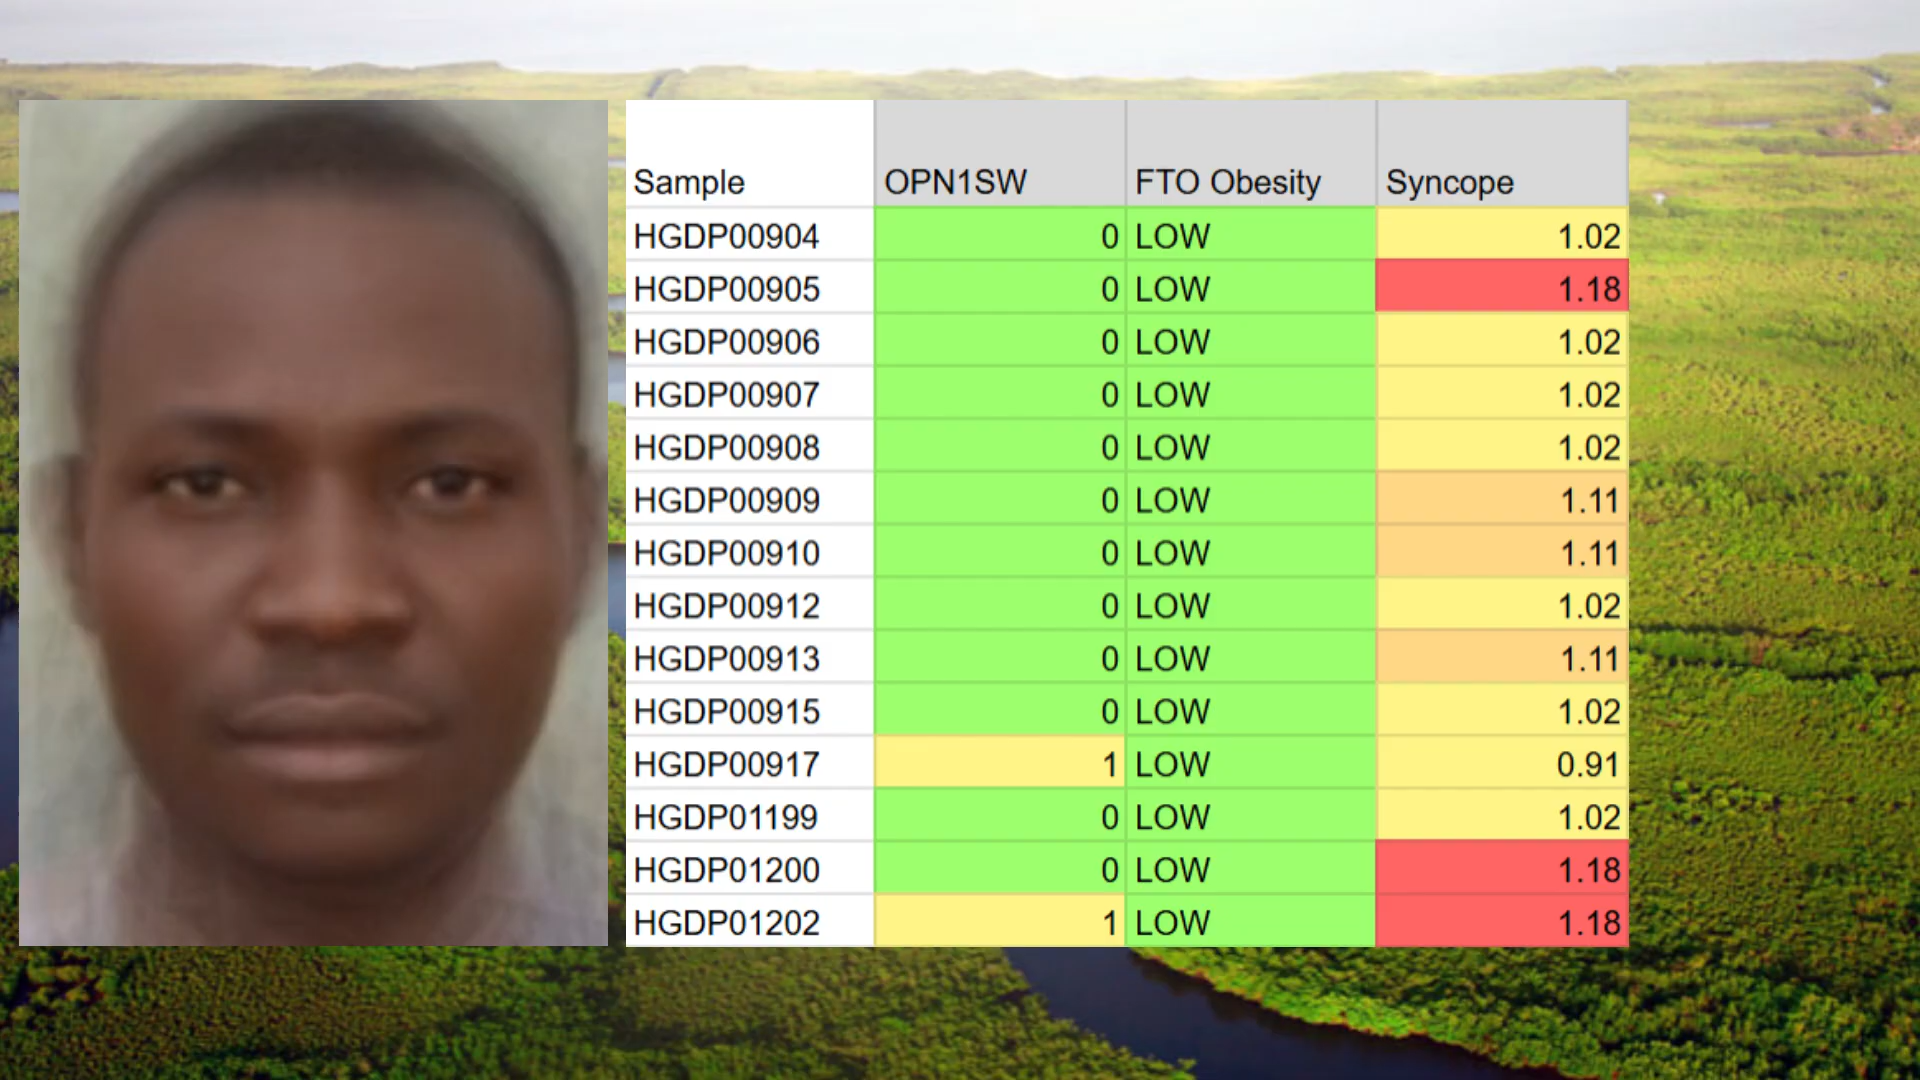 Sample OPN1SW FTO Obesity Syncope
HGDP00904 0 LOW 1.02
HGDP00905 0 LOW 1.18
HGDP00906 0 LOW 1.02
HGDP00907 0 LOW 1.02
HGDP00908 0 LOW 1.02
HGDP00909 0 LOW 1.11
HGDP00910 0 LOW 1.11
HGDP00912 0 LOW 1.02
HGDP00913 0 LOW 1.11
HGDP00915 0 LOW 1.02
HGDP00917 1 LOW 0.91
HGDP01199 0 LOW 1.02
HGDP01200 0 LOW 1.18
HGDP01202 1 LOW 1.18